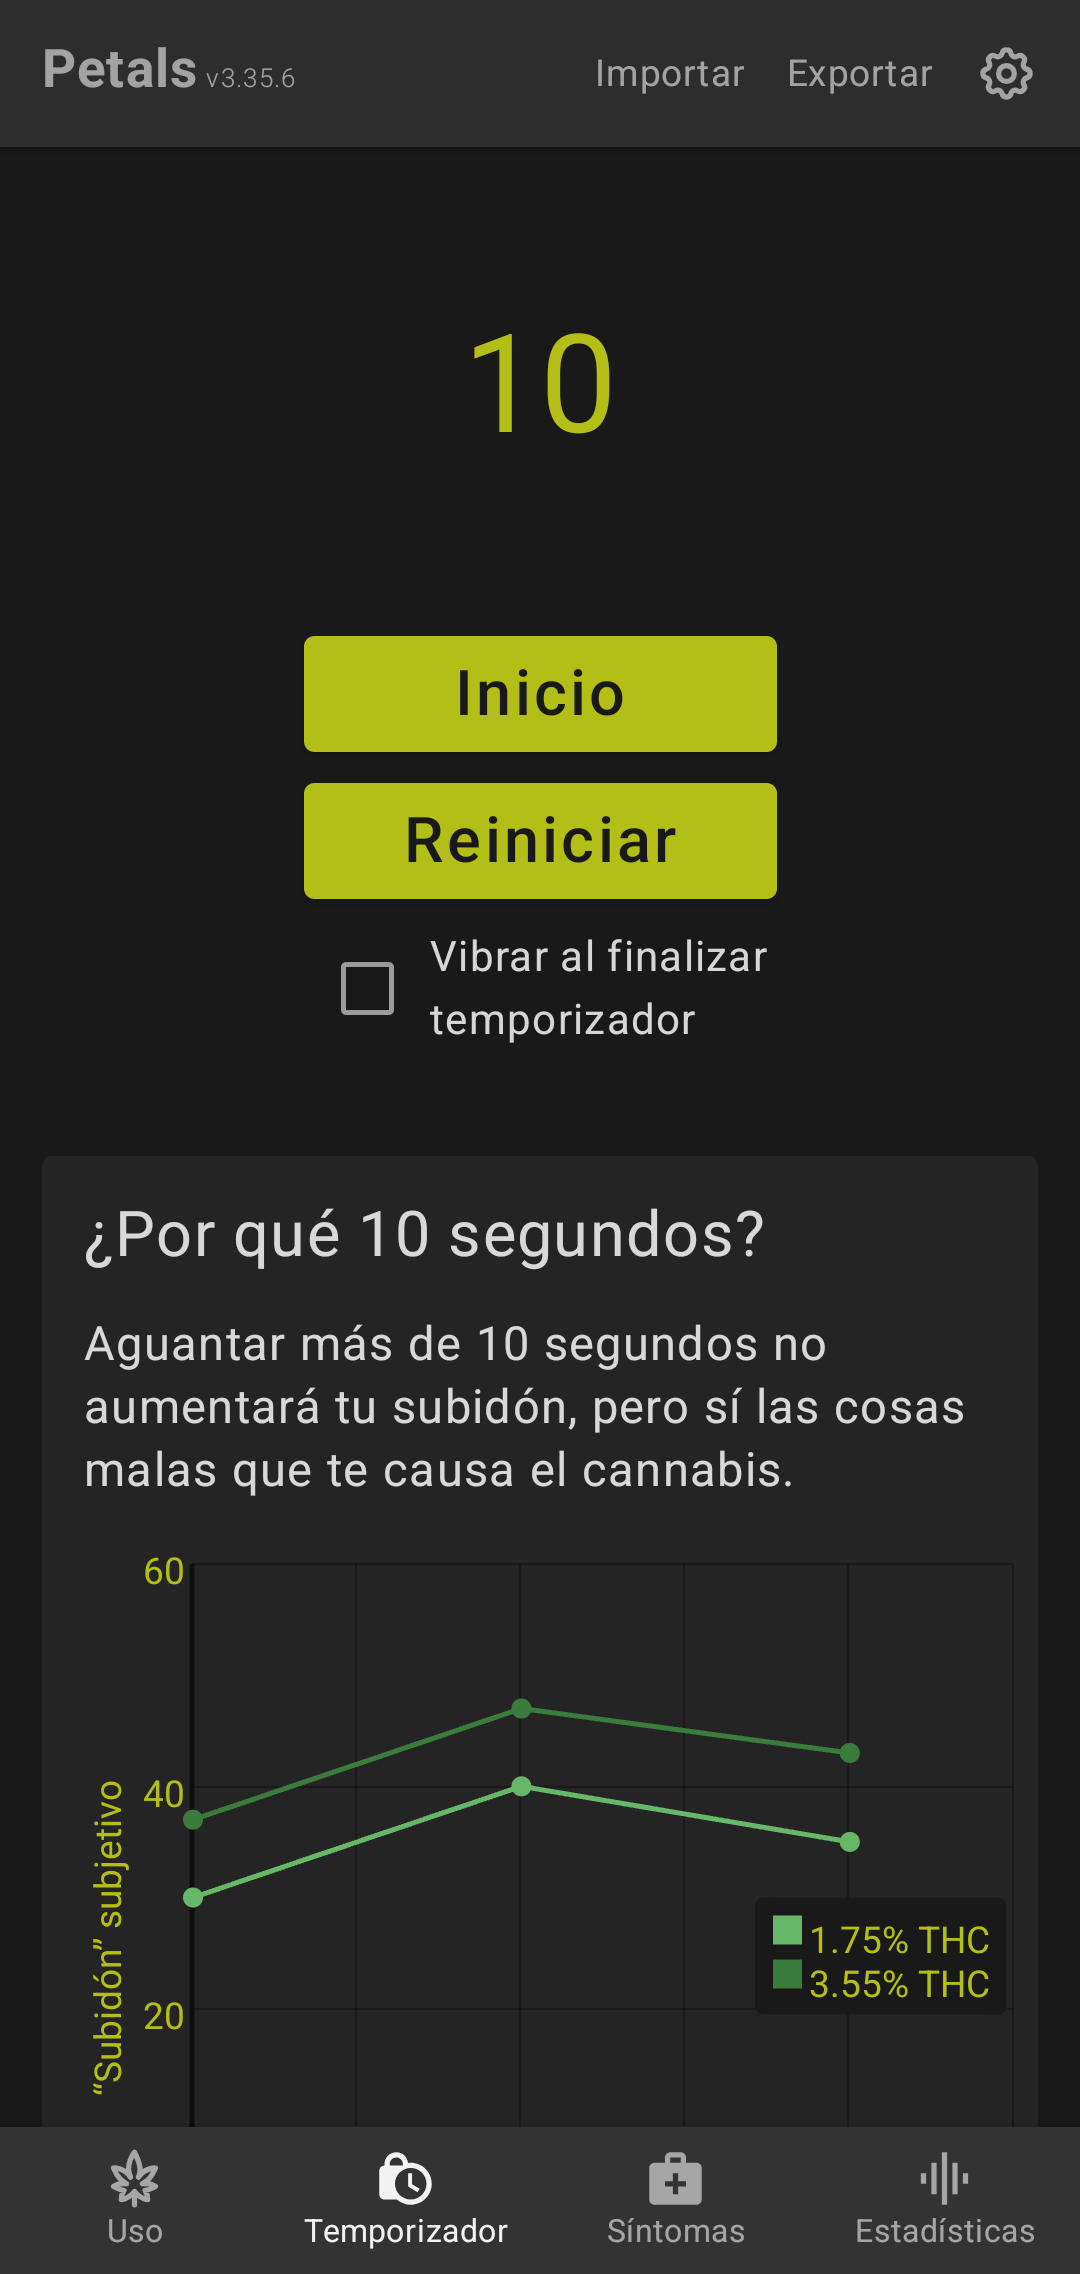 Petals v3.35.6
Importar
Exportar
10
Inicio
Reiniciar
Vibrar al finalizar
temporizador
¿Por qué 10 segundos?
Aguantar más de 10 segundos no
aumentará tu subidón, pero sí las cosas
malas que te causa el cannabis.
60
40
20
“Subidón” subjetivo
1.75% THC
3.55% THC
Uso
Temporizador
Síntomas
Estadísticas